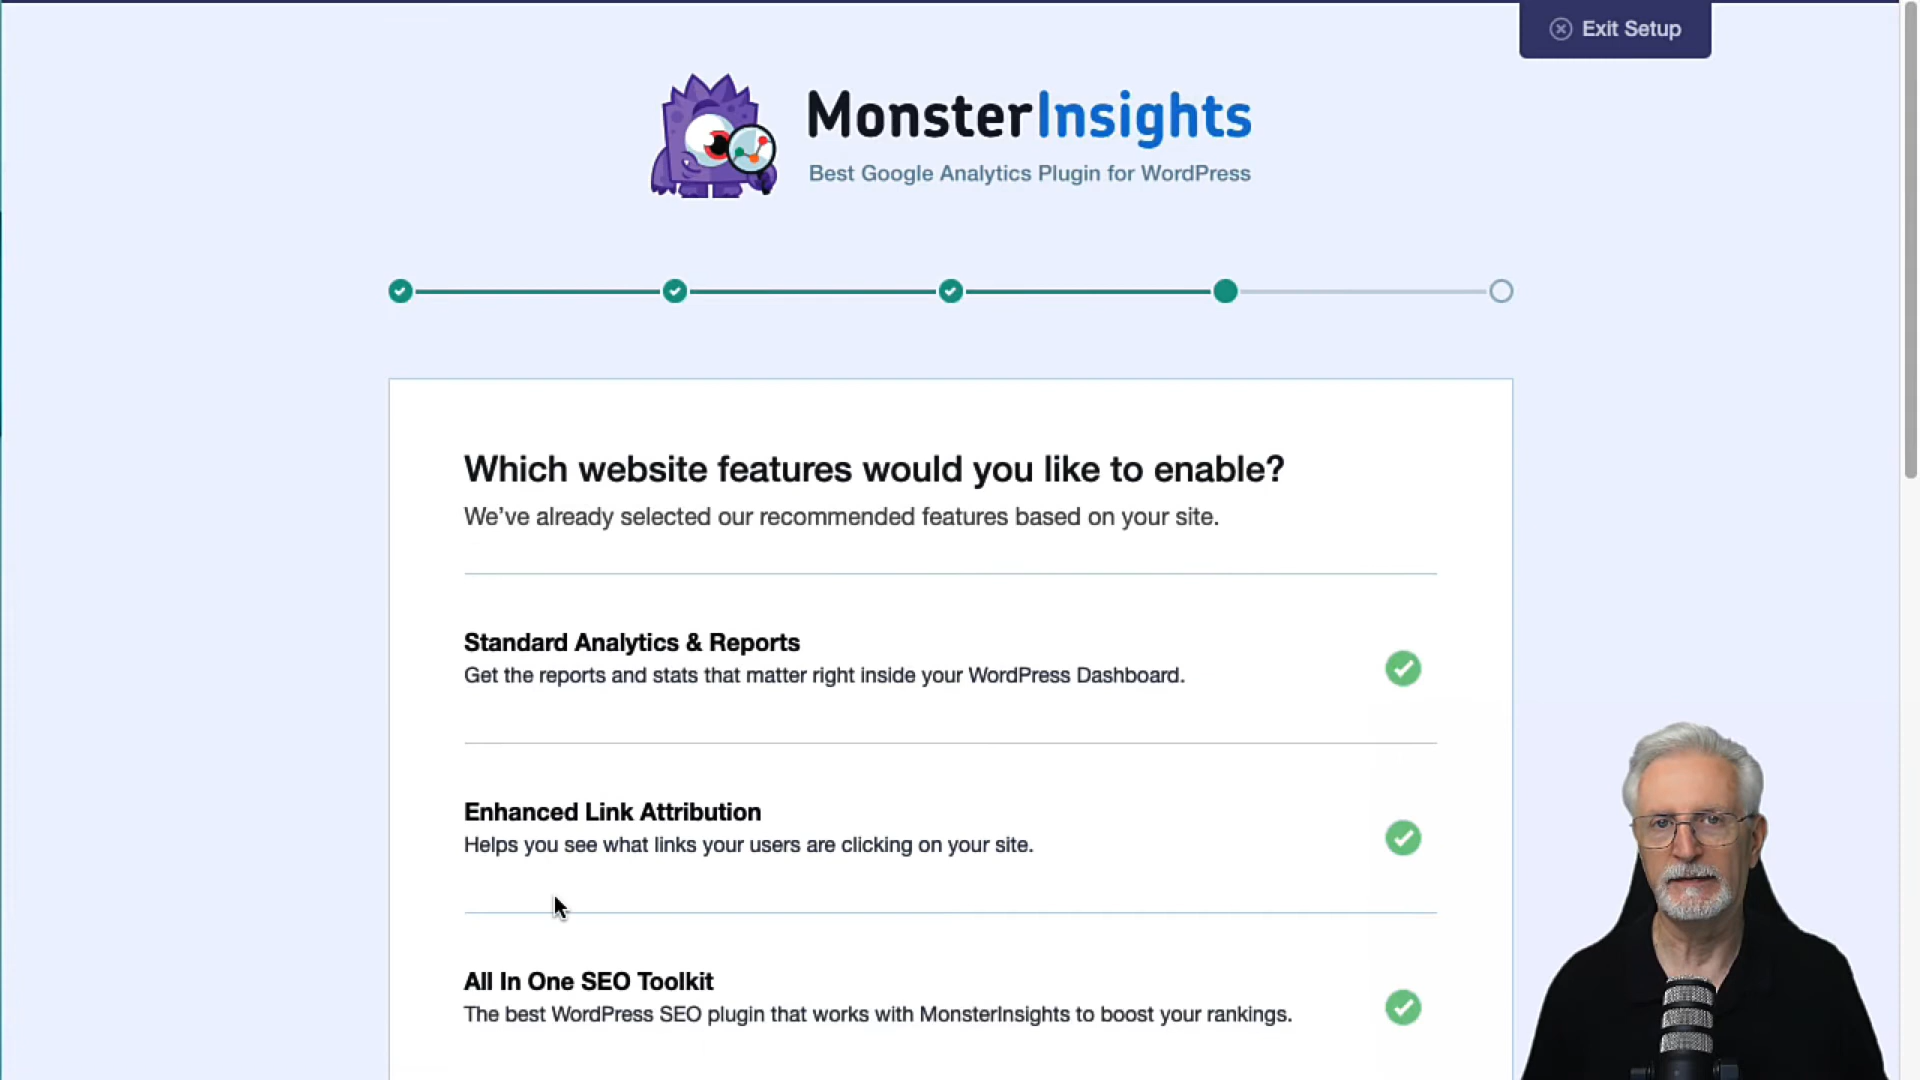 Exit Setup
MonsterInsights
Best Google Analytics Plugin for WordPress
Which website features would you like to enable?
We've already selected our recommended features based on your site.
Standard Analytics & Reports
Get the reports and stats that matter right inside your WordPress Dashboard.
Enhanced Link Attribution
Helps you see what links your users are clicking on your site.
All In One SEO Toolkit
The best WordPress SEO plugin that works with MonsterInsights to boost your rankings.